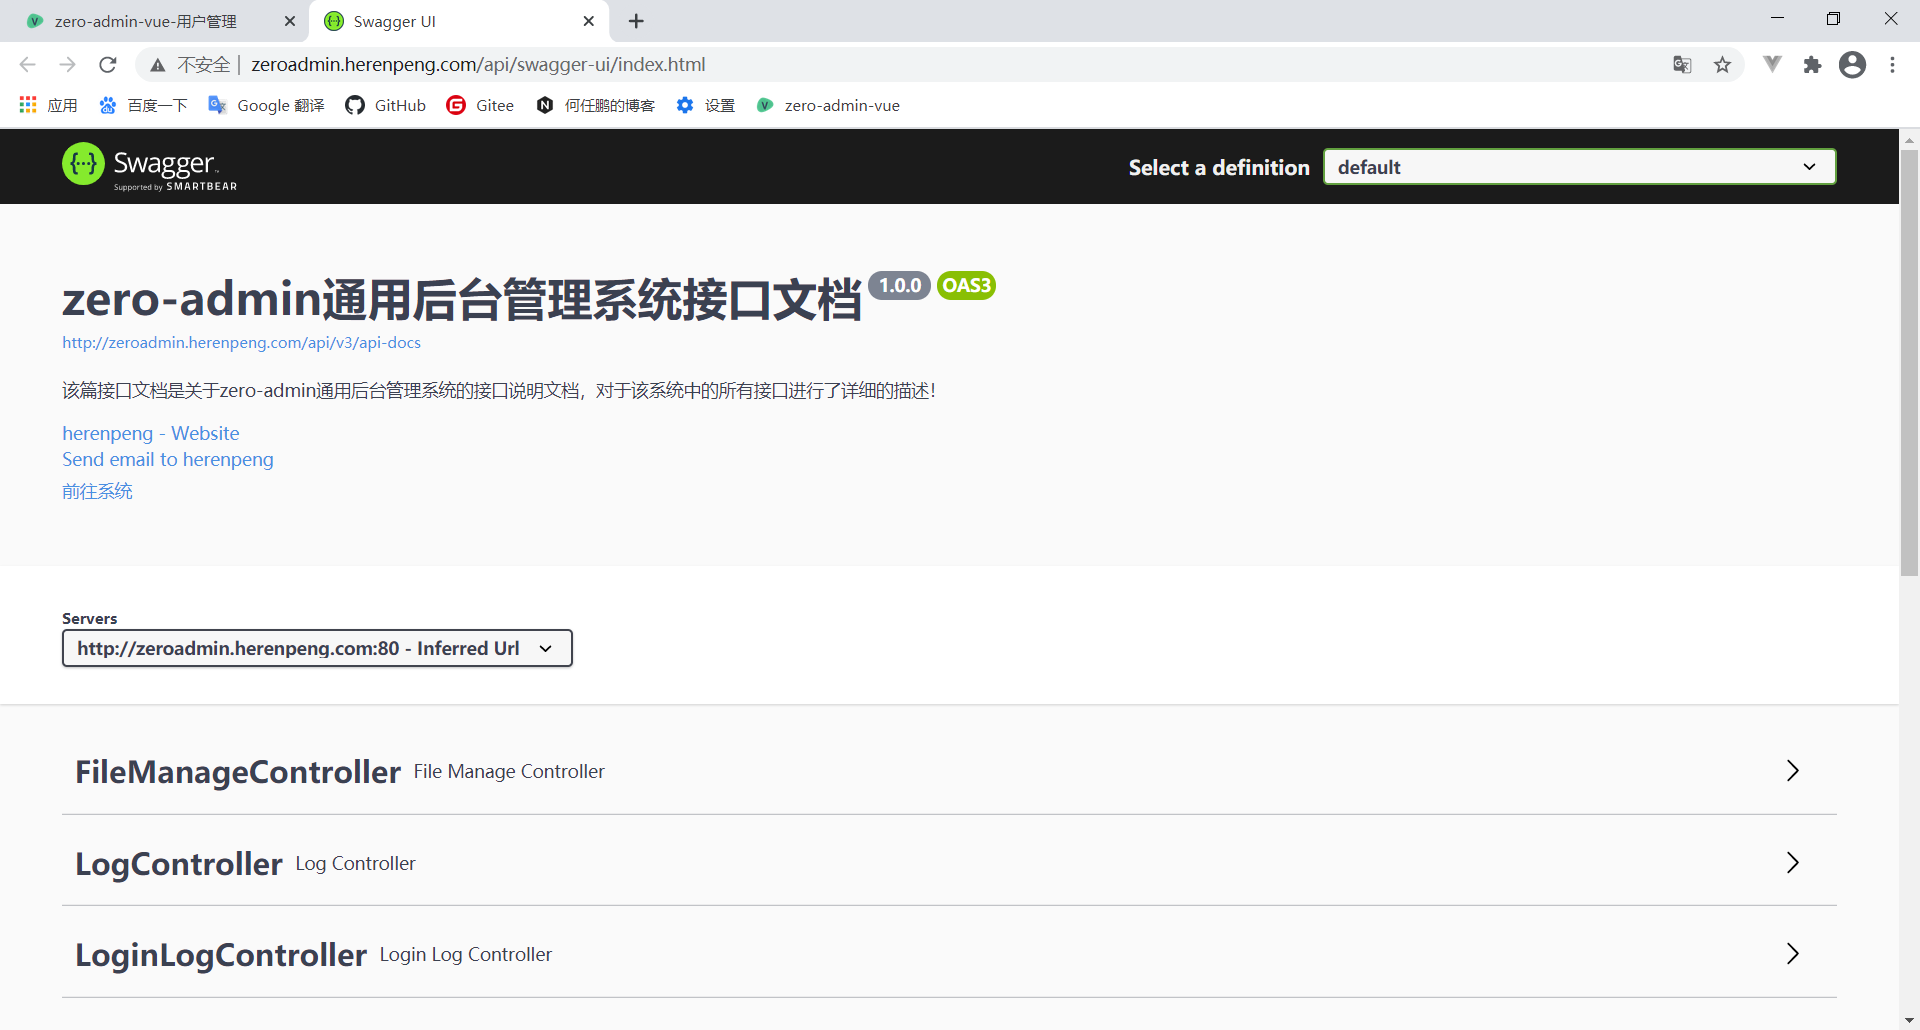 zero-admin-vue-用户管理
Swagger UI
不安全 | zeroadmin.herenpeng.com/api/swagger-ui/index.html
应用 百度一下 Google 翻译 GitHub Gitee 何任鹏的博客 设置 zero-admin-vue
Swagger
Supported by SMARTBEAR
Select a definition
default
zero-admin通用后台管理系统接口文档 1.0.0 OAS3
http://zeroadmin.herenpeng.com/api/v3/api-docs
该篇接口文档是关于zero-admin通用后台管理系统的接口说明文档，对于该系统中的所有接口进行了详细的描述！
herenpeng - Website
Send email to herenpeng
前往系统
Servers
http://zeroadmin.herenpeng.com:80 - Inferred Url
FileManageController File Manage Controller
LogController Log Controller
LoginLogController Login Log Controller